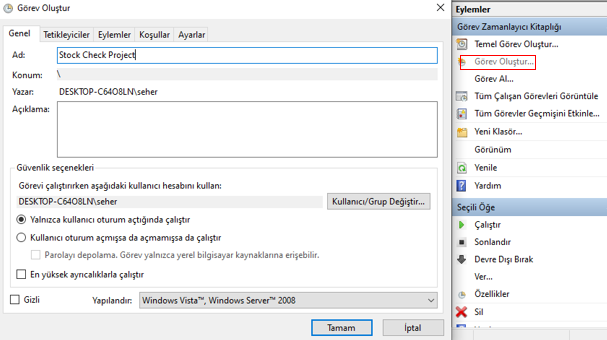 Görev Oluştur
Genel Tetikleyiciler Eylemler Koşullar Ayarlar
Ad: Stock Check Project
Konum: \
Yazar: DESKTOP-C64O8LN\seher
Açıklama:
Güvenlik seçenekleri
Görevi çalıştırırken aşağıdaki kullanıcı hesabını kullan:
DESKTOP-C64O8LN\seher Kullanıcı/Grup Değiştir...
Yalnızca kullanıcı oturum açtığında çalıştır
Kullanıcı oturum açmışsa da açmamışsa da çalıştır
Parolayı depolama. Görev yalnızca yerel bilgisayar kaynaklarına erişebilir.
En yüksek ayrıcalıklarla çalıştır
Gizli Yapılandır: Windows Vista™, Windows Server™ 2008
Tamam İptal
Eylemler
Görev Zamanlayıcı Kitaplığı
Temel Görev Oluştur...
Görev Oluştur...
Görev Al...
Tüm Çalışan Görevleri Görüntüle
Tüm Görevler Geçmişini Etkinle...
Yeni Klasör...
Görünüm
Yenile
Yardım
Seçili Öğe
Çalıştır
Sonlandır
Devre Dışı Bırak
Ver...
Özellikler
Sil